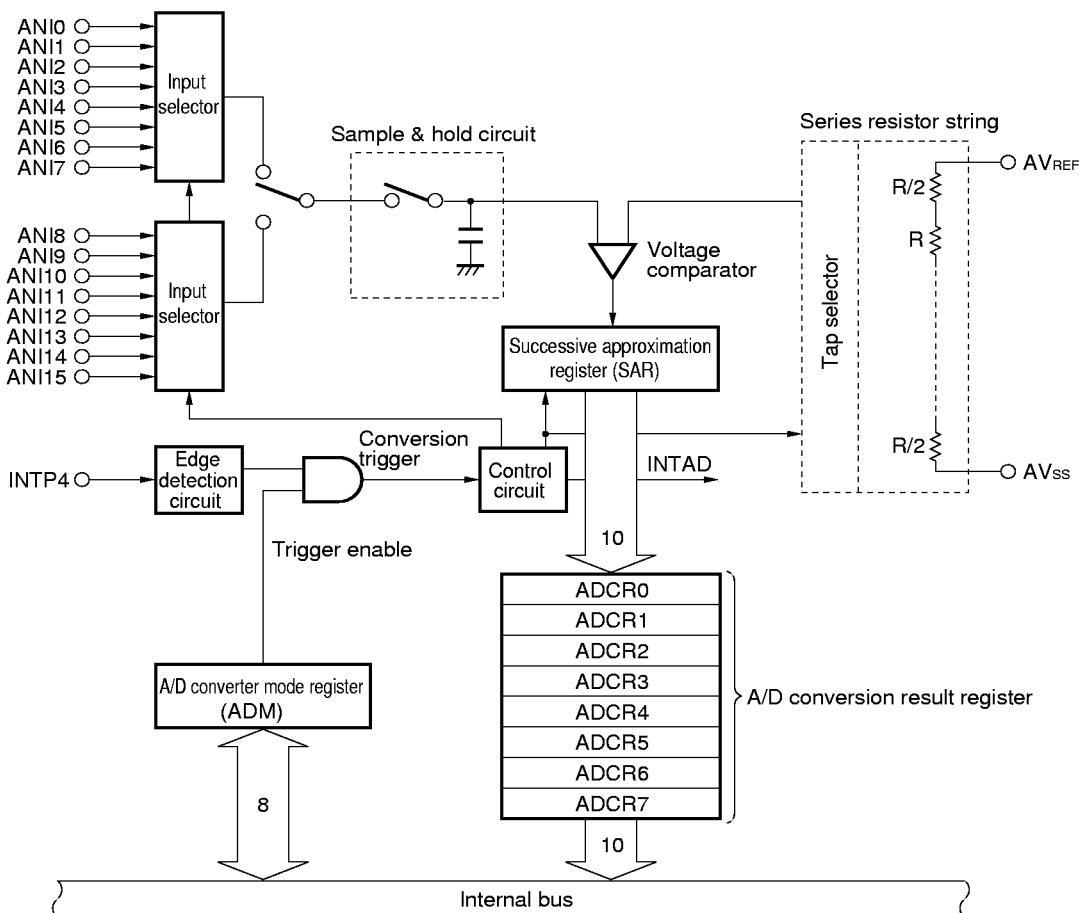 ANI0
ANI1
ANI2
ANI3
ANI4
ANI5
ANI6
ANI7
Input
selector
Sample & hold circuit
Series resistor string
AVREF
R/2
R
Tap selector
R/2
AVSS
ANI8
ANI9
ANI10
ANI11
ANI12
ANI13
ANI14
ANI15
Input
selector
Voltage
comparator
Successive approximation
register (SAR)
INTP4
Edge
detection
circuit
Conversion
trigger
Control
circuit
INTAD
Trigger enable
10
ADCR0
ADCR1
ADCR2
ADCR3
ADCR4
ADCR5
ADCR6
ADCR7
A/D conversion result register
A/D converter mode register
(ADM)
8
10
Internal bus